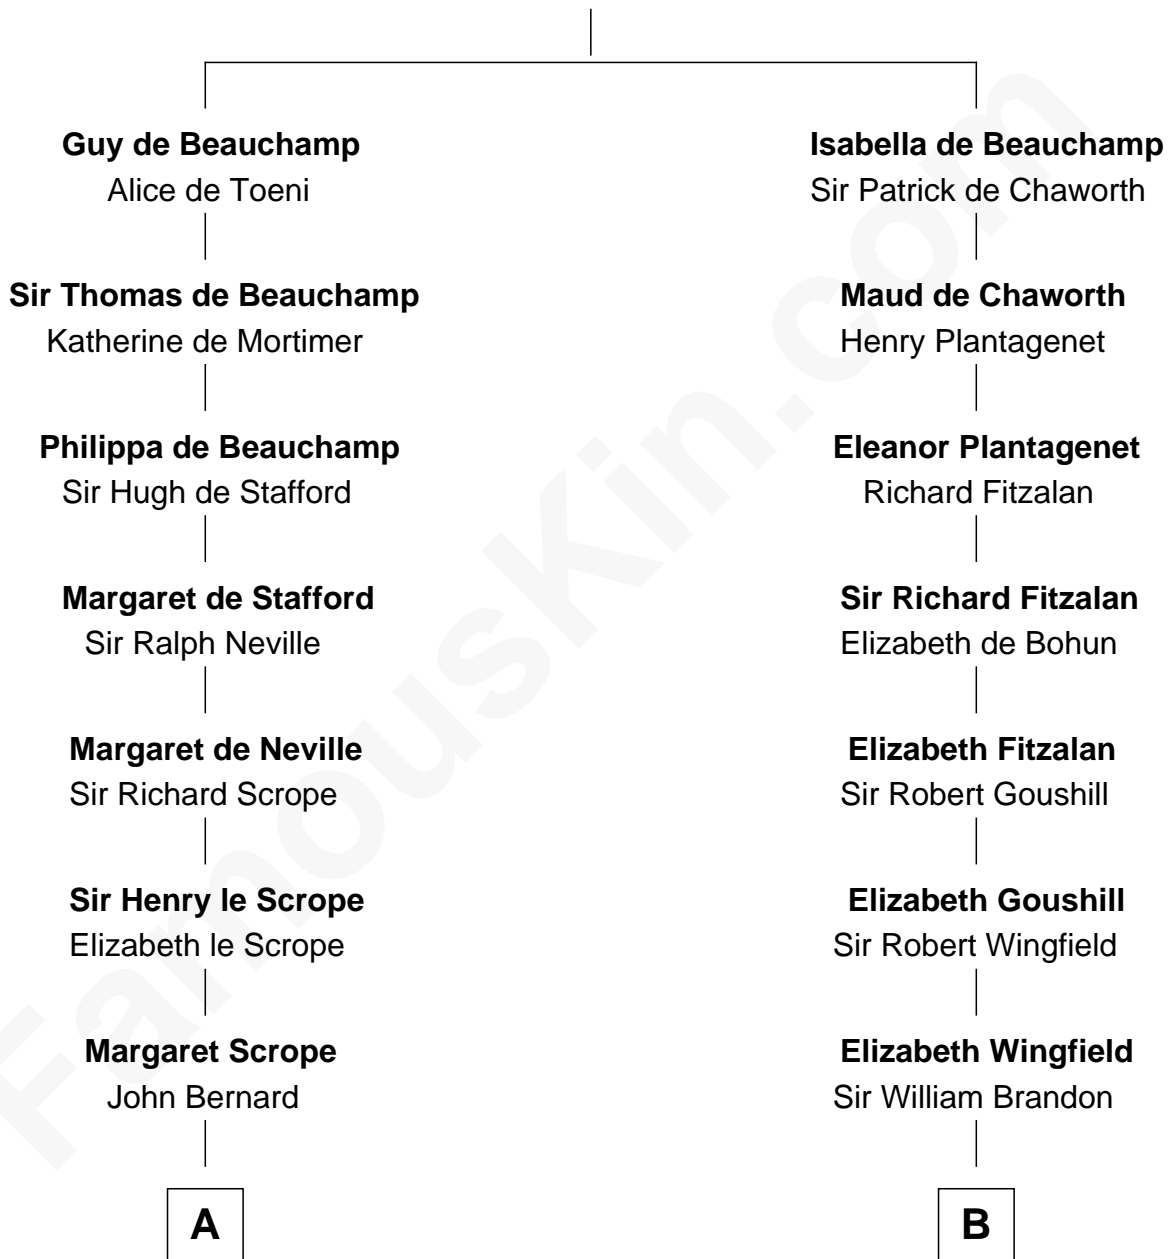 Guy de Beauchamp
Alice de Toeni
Sir Thomas de Beauchamp
Katherine de Mortimer
Philippa de Beauchamp
Sir Hugh de Stafford
Margaret de Stafford
Sir Ralph Neville
Margaret de Neville
Sir Richard Scrope
Sir Henry le Scrope
Elizabeth le Scrope
Margaret Scrope
John Bernard
A
Isabella de Beauchamp
Sir Patrick de Chaworth
Maud de Chaworth
Henry Plantagenet
Eleanor Plantagenet
Richard Fitzalan
Sir Richard Fitzalan
Elizabeth de Bohun
Elizabeth Fitzalan
Sir Robert Goushill
Elizabeth Goushill
Sir Robert Wingfield
Elizabeth Wingfield
Sir William Brandon
B
FamousKin.com